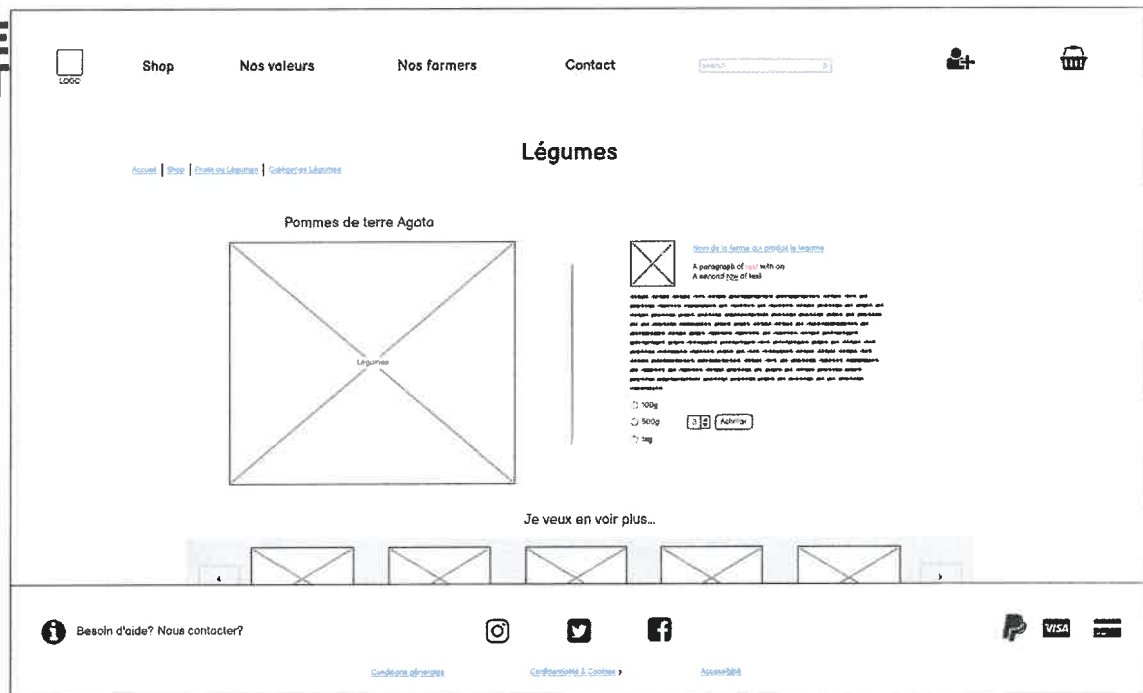 LOGO
Shop
Nos valeurs
Nos farmers
Contact
search
Légumes
Accueil | Shop | Fruits ou Légumes | Catégories Légumes
Pommes de terre Agata
Légumes
Nom de la ferme qui produit le légume
A paragraph of text with an
A second row of text
100g
500g
3 Acheter
1kg
Je veux en voir plus...
Besoin d'aide? Nous contacter?
VISA
Conditions générales
Confidentialité & Cookies
Accessibilité